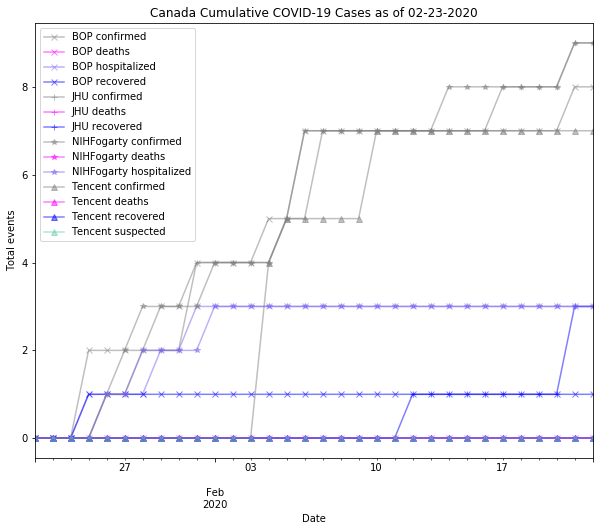 Canada Cumulative COVID-19 Cases as of 02-23-2020
BOP confirmed
BOP deaths
BOP hospitalized
BOP recovered
JHU confirmed
JHU deaths
JHU recovered
NIHFogarty confirmed
NIHFogarty deaths
NIHFogarty hospitalized
Tencent confirmed
Tencent deaths
Tencent recovered
Tencent suspected
8
6
4
2
0
Total events
27
03
10
17
Feb
2020
Date